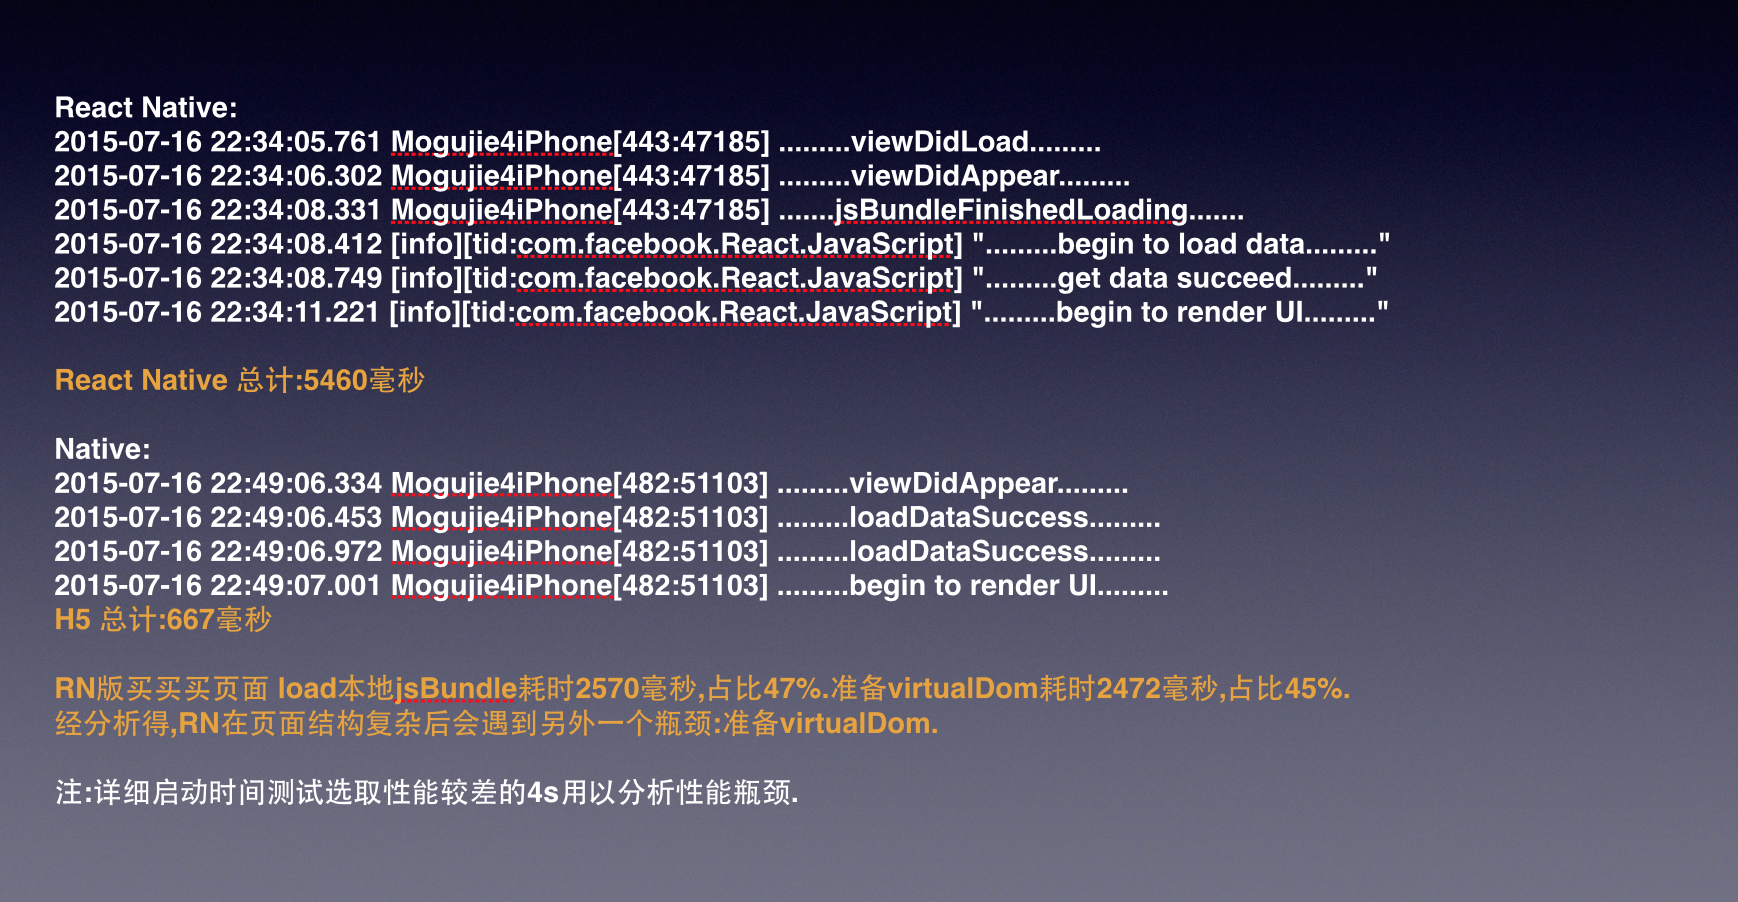 React Native:
2015-07-16 22:34:05.761 Mogujie4iPhone[443:47185] .........viewDidLoad.........
2015-07-16 22:34:06.302 Mogujie4iPhone[443:47185] .........viewDidAppear.........
2015-07-16 22:34:08.331 Mogujie4iPhone[443:47185] .......jsBundleFinishedLoading.......
2015-07-16 22:34:08.412 [info][tid:com.facebook.React.JavaScript] ".........begin to load data........."
2015-07-16 22:34:08.749 [info][tid:com.facebook.React.JavaScript] ".........get data succeed........."
2015-07-16 22:34:11.221 [info][tid:com.facebook.React.JavaScript] ".........begin to render UI........."
React Native 总计:5460毫秒
Native:
2015-07-16 22:49:06.334 Mogujie4iPhone[482:51103] .........viewDidAppear.........
2015-07-16 22:49:06.453 Mogujie4iPhone[482:51103] .........loadDataSuccess.........
2015-07-16 22:49:06.972 Mogujie4iPhone[482:51103] .........loadDataSuccess.........
2015-07-16 22:49:07.001 Mogujie4iPhone[482:51103] .........begin to render UI.........
H5 总计:667毫秒
RN版买买买页面 load本地jsBundle耗时2570毫秒,占比47%.准备virtualDom耗时2472毫秒,占比45%.
经分析得,RN在页面结构复杂后会遇到另外一个瓶颈:准备virtualDom.
注:详细启动时间测试选取性能较差的4s用以分析性能瓶颈.